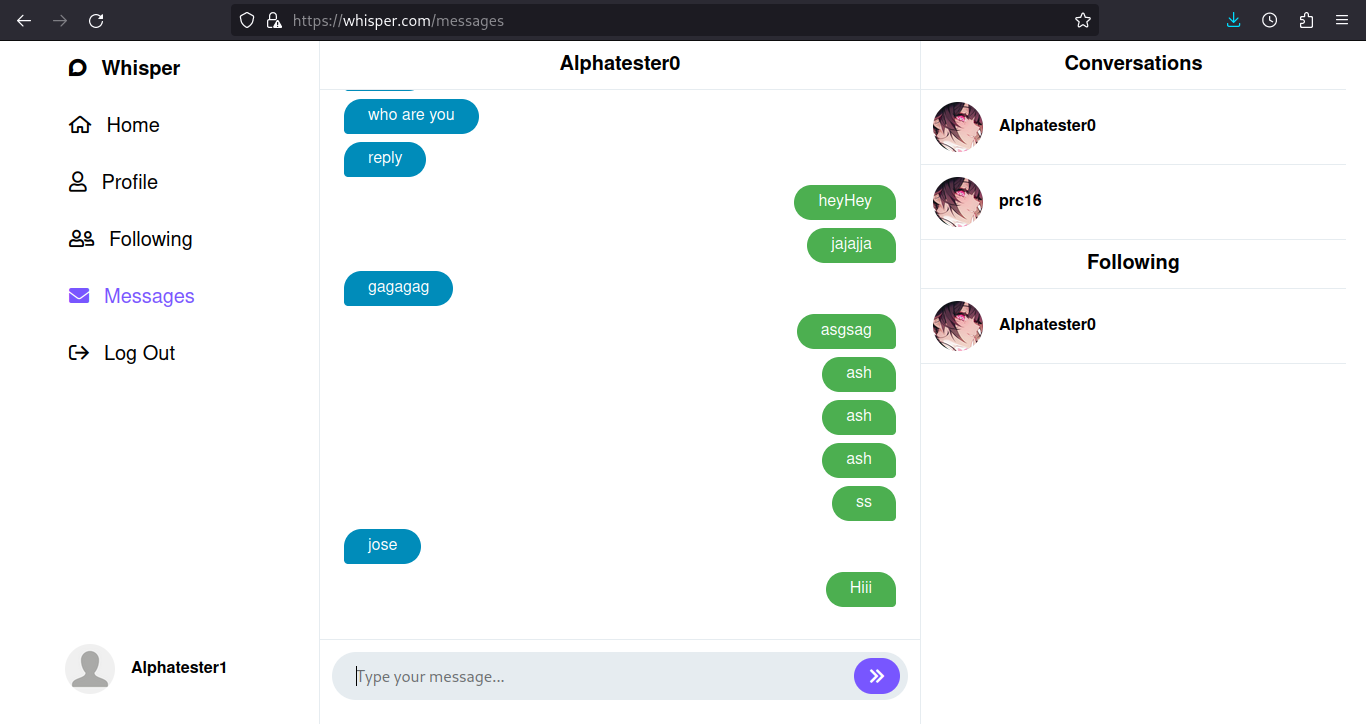 https://whisper.com/messages
Whisper
Home
Profile
Following
Messages
Log Out
Alphatester1
Alphatester0
who are you
reply
heyHey
jajajja
gagagag
asgsag
ash
ash
ash
ss
jose
Hiii
Type your message...
Conversations
Alphatester0
prc16
Following
Alphatester0